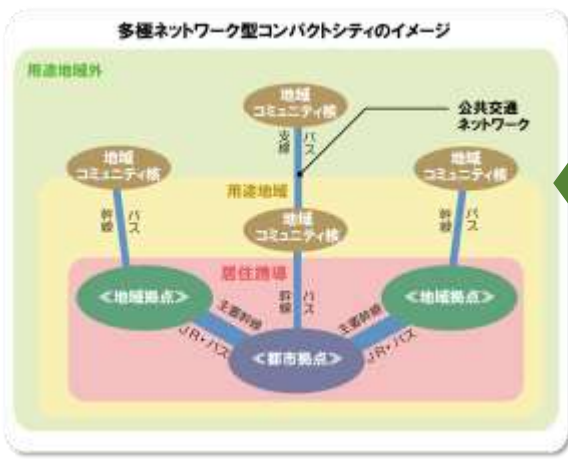 多極ネットワーク型コンパクトシティのイメージ
用途地域外
地域
コミュニティ核
公共交通
ネットワーク
支線
バス
地域
コミュニティ核
地域
コミュニティ核
用途地域
地域
コミュニティ核
幹線
バス
幹線
バス
居住誘導
<地域拠点>
幹線
バス
<地域拠点>
主要幹線
JR・バス
主要幹線
JR・バス
<都市拠点>